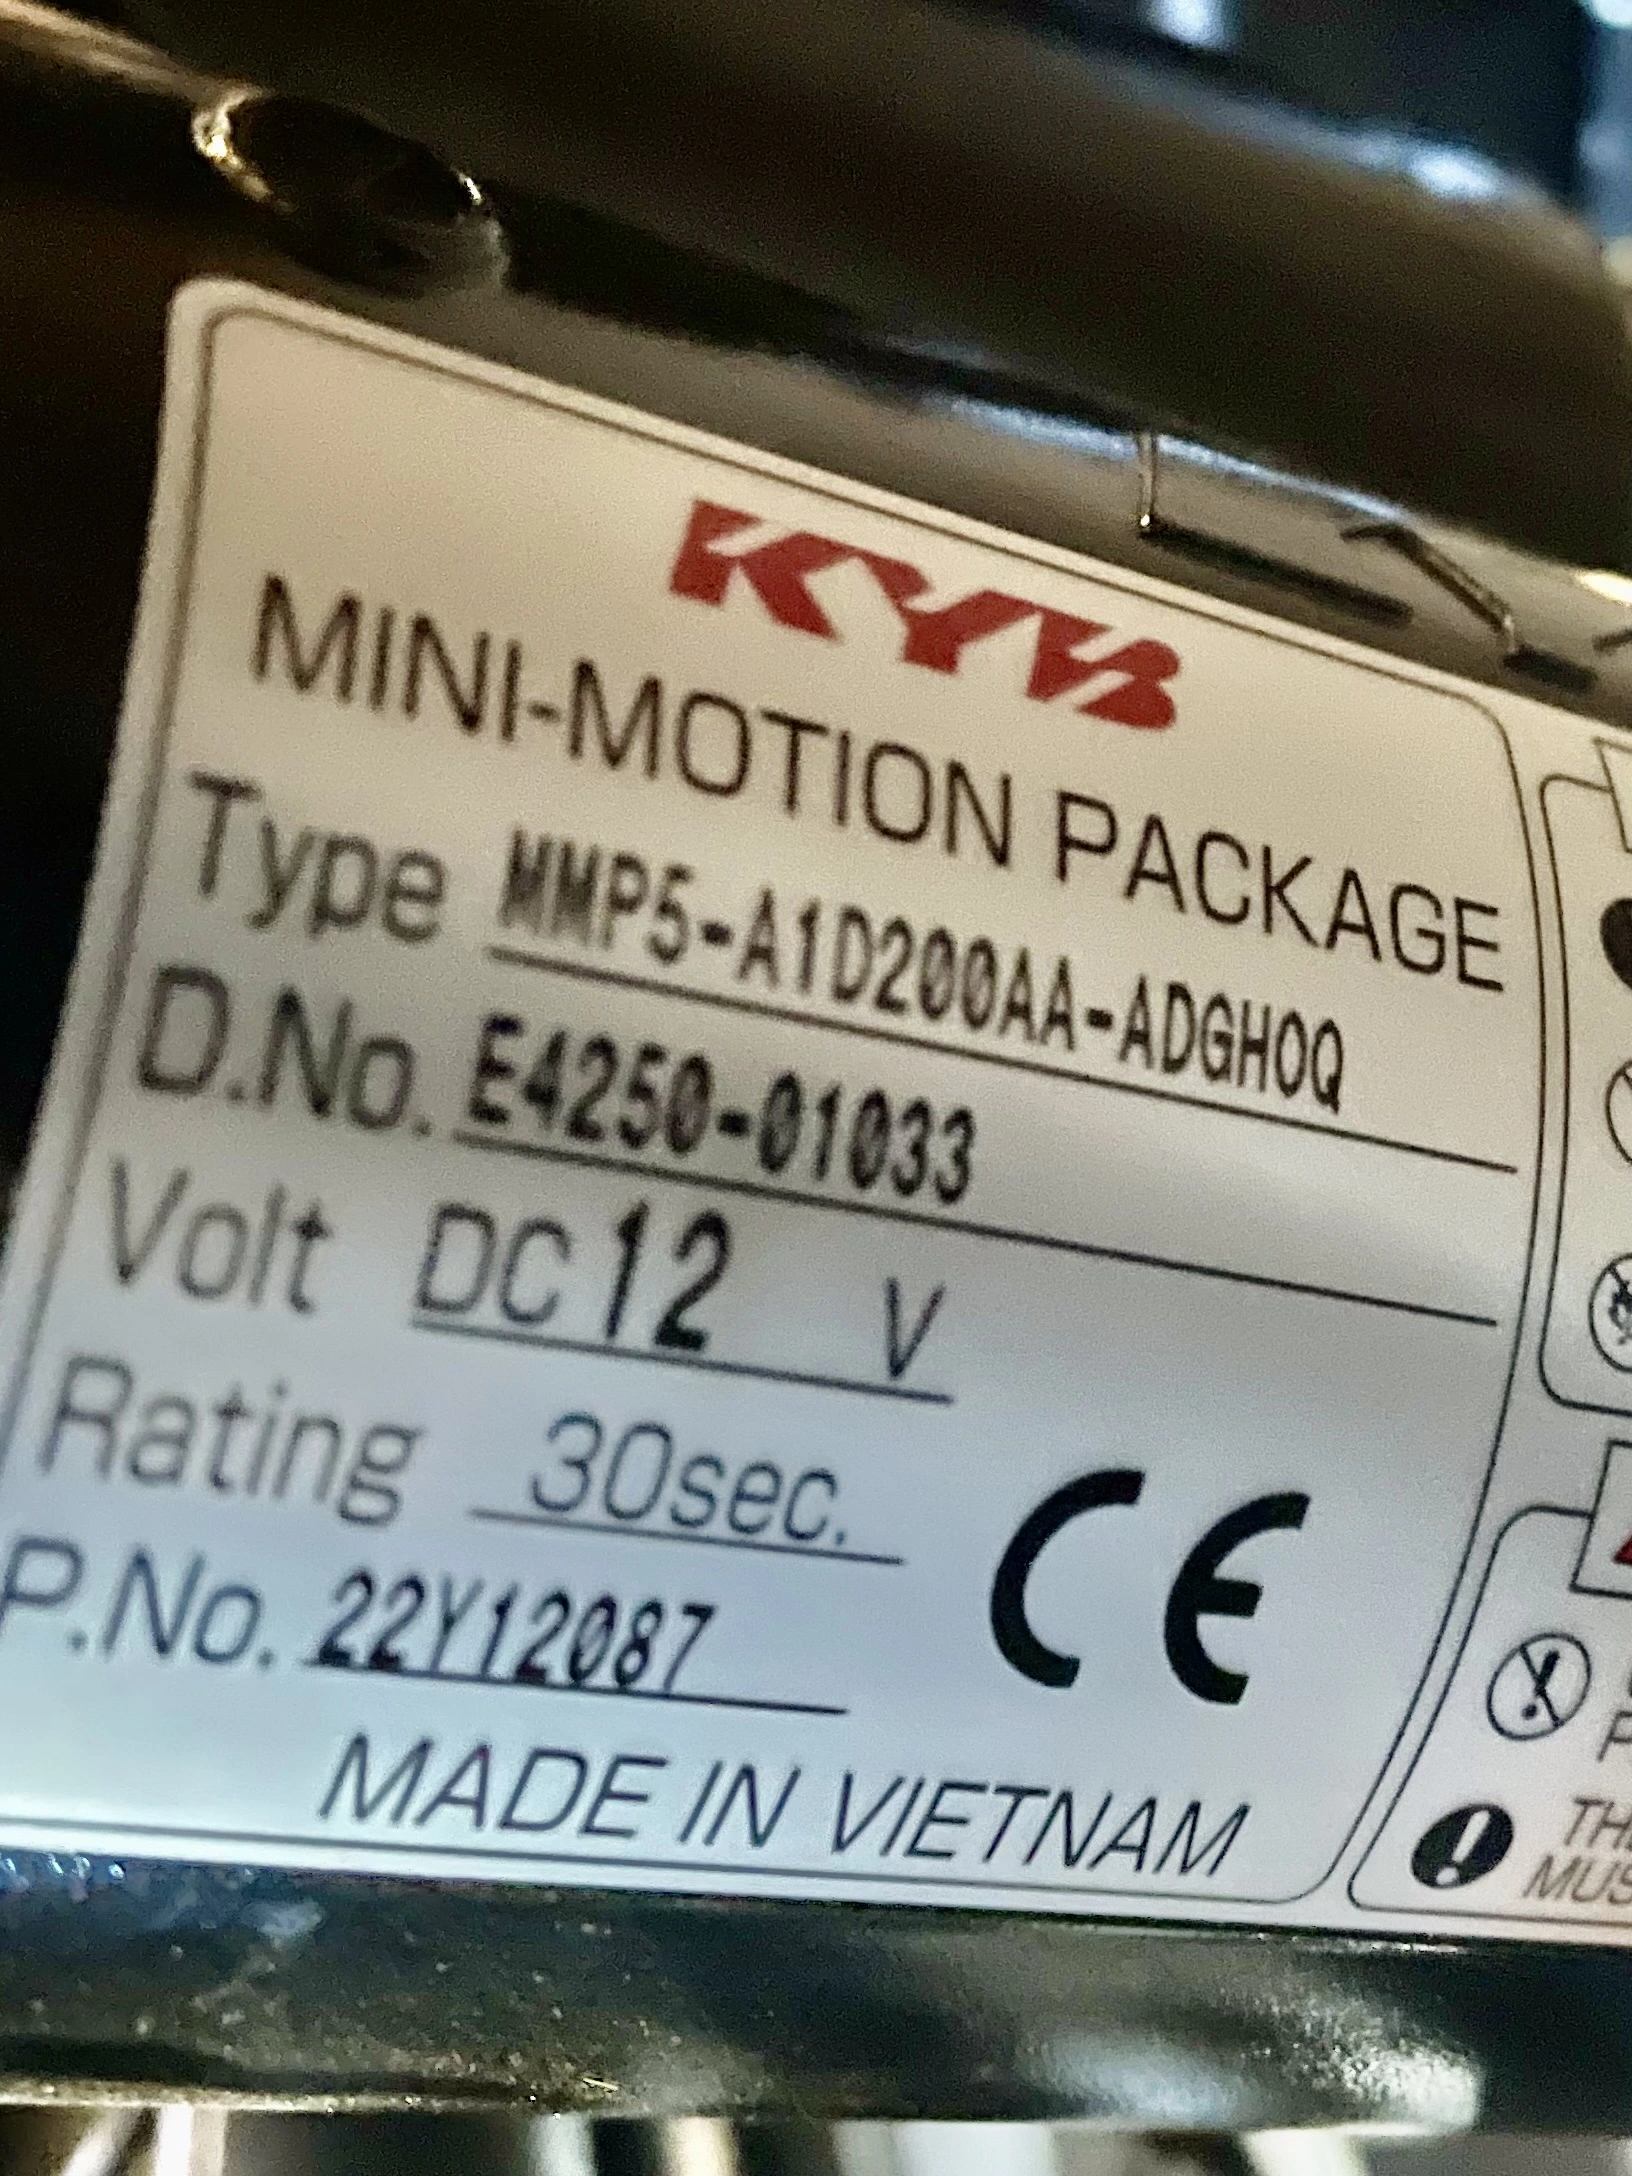 KYB
MINI-MOTION PACKAGE
Type MMP5-A1D200AA-ADGHOQ
D.No. E4250-01033
Volt DC 12 V
Rating 30sec.
P.No. 22Y12087
CE
MADE IN VIETNAM